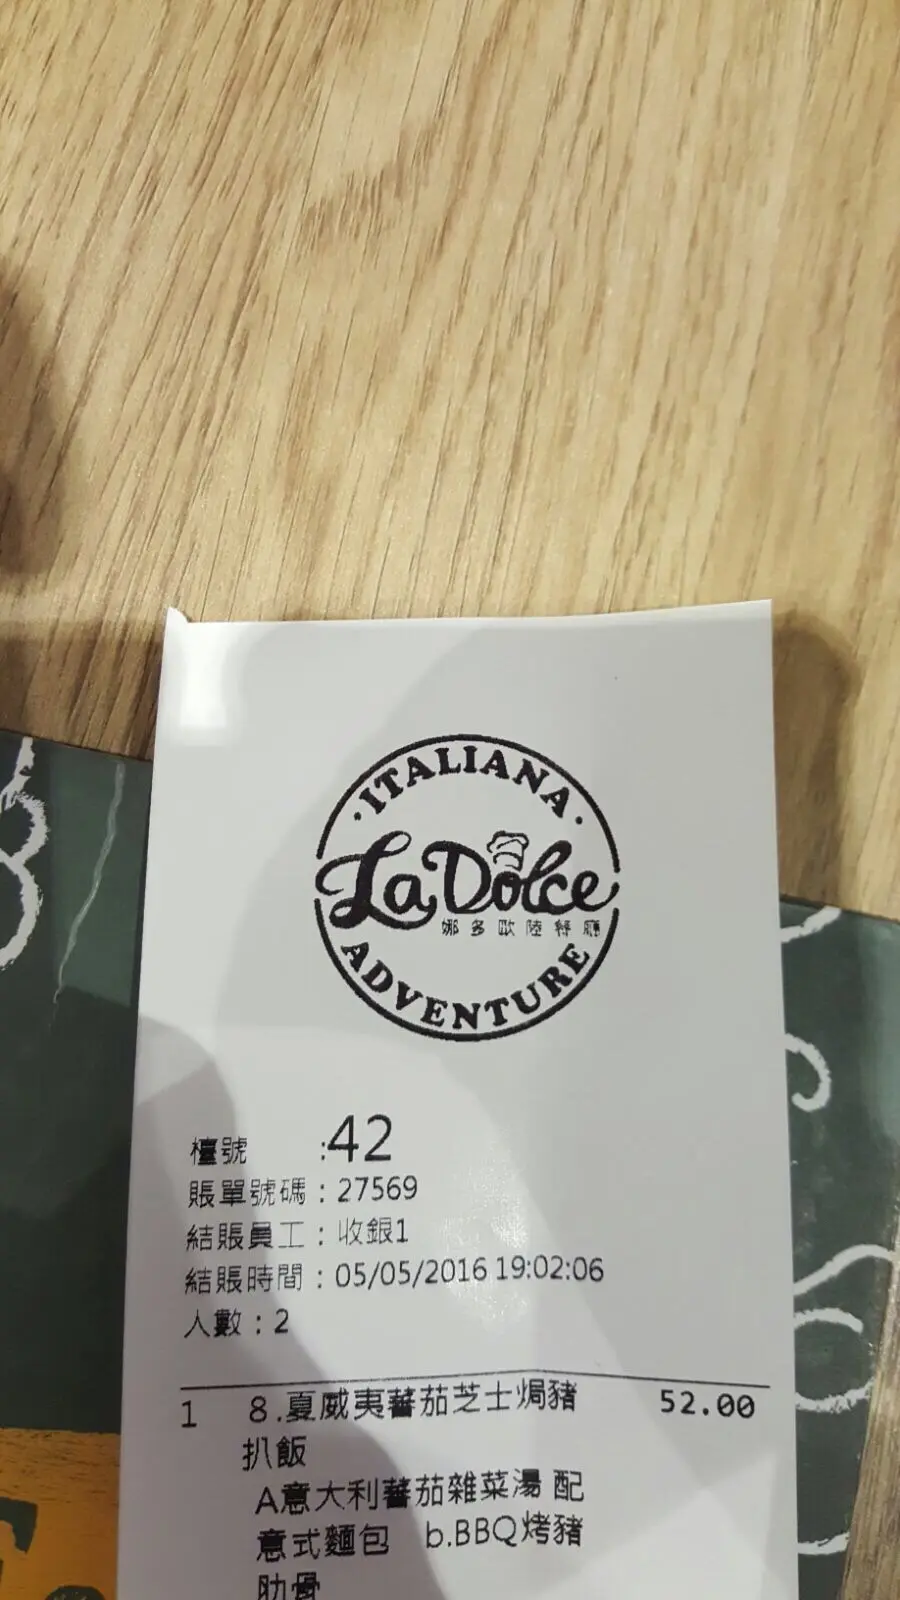 ·ITALIANA·
La Dolce
娜多歐陸餐廳
ADVENTURE
檯號 :42
賬單號碼：27569
結賬員工：收銀1
結賬時間：05/05/2016 19:02:06
人數：2
1 8.夏威夷蕃茄芝士焗豬 52.00
扒飯
A意大利蕃茄雜菜湯 配
意式麵包 b.BBQ烤豬
肋骨